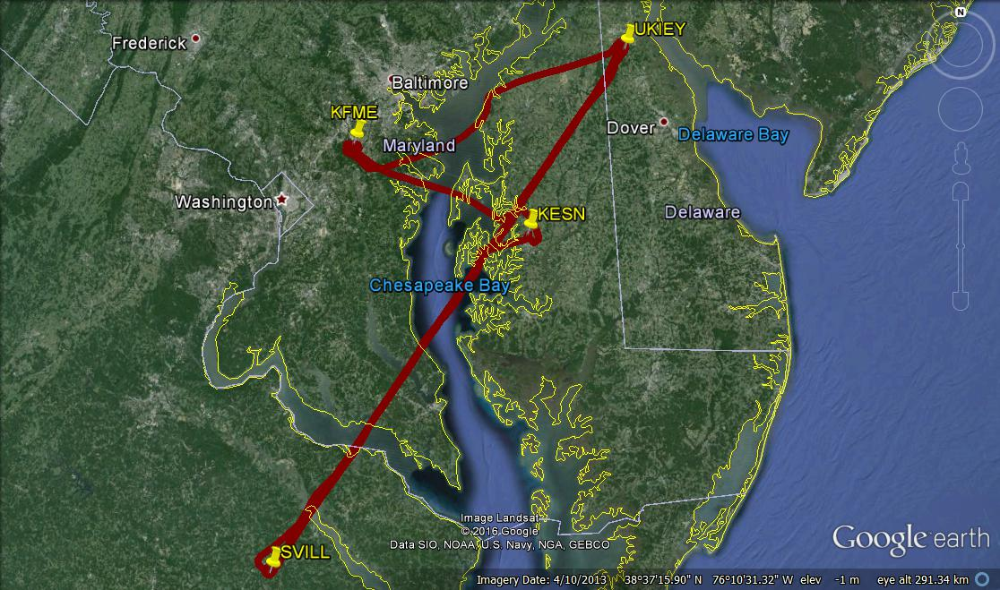 N
UKIEY
Frederick
Baltimore
KFME
Dover
Delaware Bay
Maryland
Washington
KESN
Delaware
Chesapeake Bay
Image Landsat
© 2016 Google
Data SIO, NOAA, U.S. Navy, NGA, GEBCO
Google earth
SVILL
Imagery Date: 4/10/2013 38°37'15.90" N 76°10'31.32" W elev -1 m eye alt 291.34 km